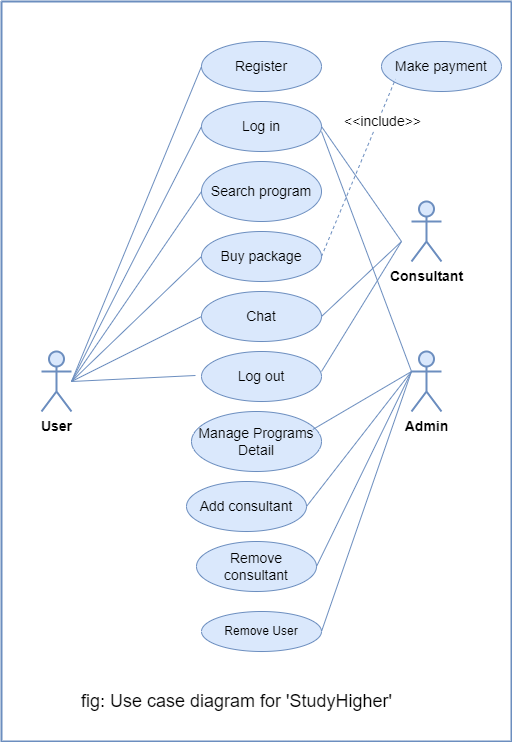 Register
Make payment
<<include>>
Log in
Search program
Buy package
Consultant
Chat
Log out
User
Admin
Manage Programs
Detail
Add consultant
Remove
consultant
Remove User
fig: Use case diagram for 'StudyHigher'